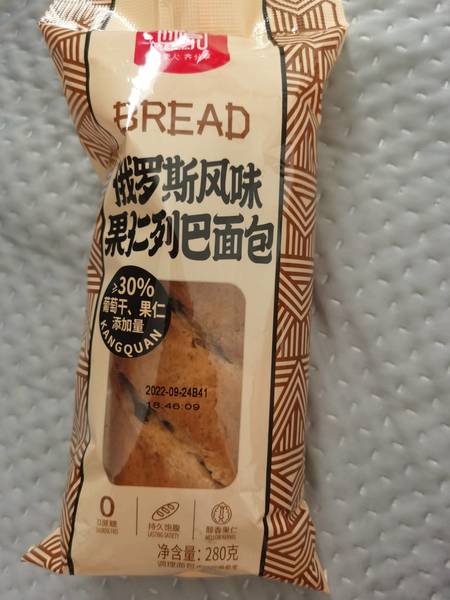 BREAD
俄罗斯风味
果仁列巴面包
≥30%
葡萄干、果仁
添加量
KANGQUAN
2022-09-24B41
16:46:09
0
持久饱腹
LASTING SATIETY
醇香果仁
MELLOW KERNEL
净含量：280克